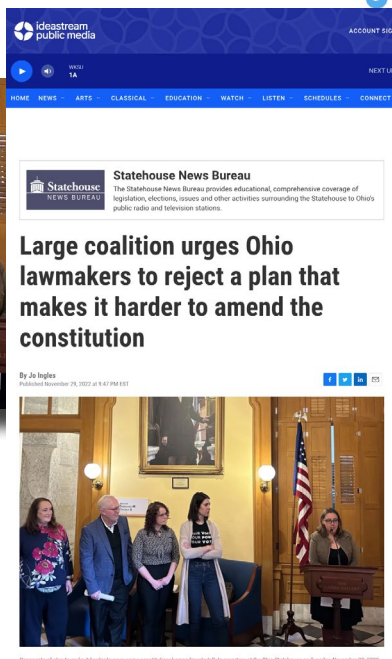 ideastream
public media
ACCOUNT SIG
WKSU
1A
NEXT U
HOME NEWS ARTS CLASSICAL EDUCATION WATCH LISTEN SCHEDULES CONNECT
Statehouse
NEWS BUREAU
Statehouse News Bureau
The Statehouse News Bureau provides educational, comprehensive coverage of
legislation, elections, issues and other activities surrounding the Statehouse to Ohio's
public radio and television stations.
Large coalition urges Ohio
lawmakers to reject a plan that
makes it harder to amend the
constitution
By Jo Ingles
Published November 29, 2022 at 9:47 PM EST